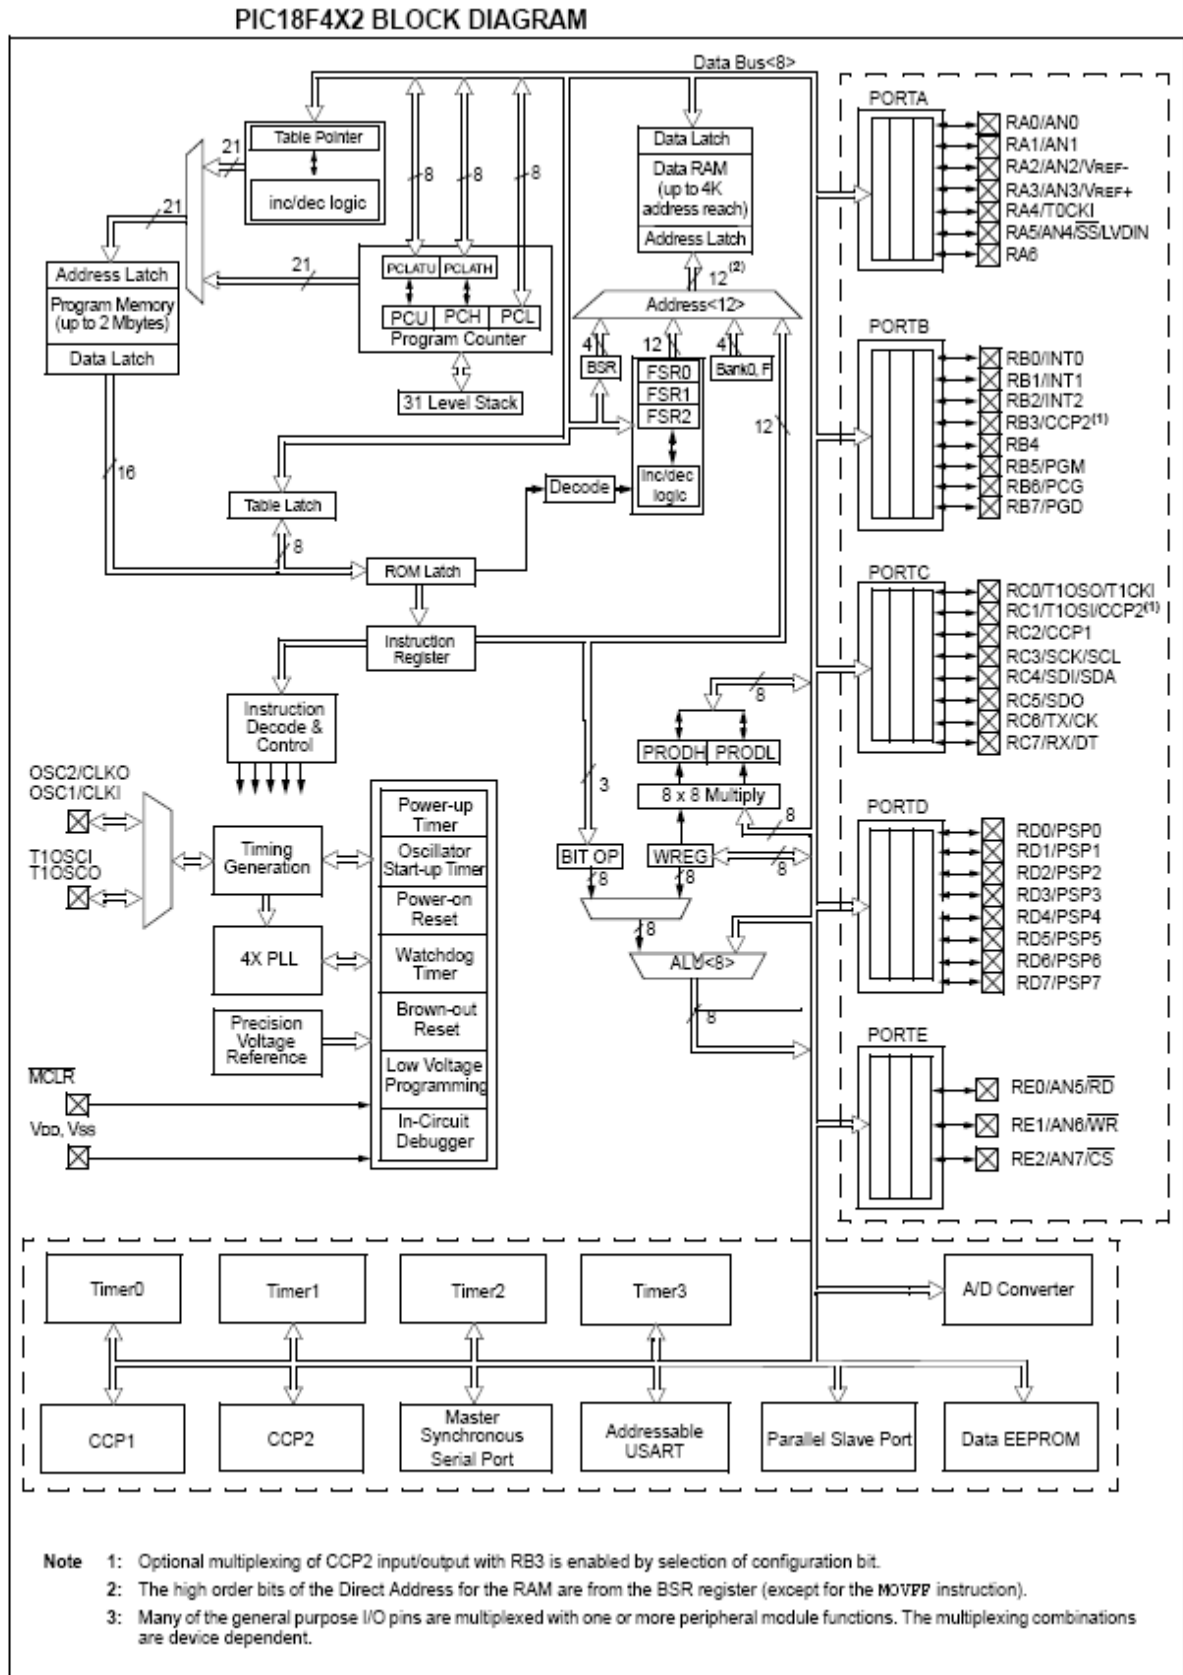 PIC18F4X2 BLOCK DIAGRAM
Data Bus<8>
Table Pointer
21
inc/dec logic
8
8
8
21
21
Address Latch
Program Memory
(up to 2 Mbytes)
Data Latch
PCLATU
PCLATH
PCU
PCH
PCL
Program Counter
31 Level Stack
Data Latch
Data RAM
(up to 4K
address reach)
Address Latch
12(2)
Address<12>
4
12
4
BSR
FSR0
FSR1
FSR2
Bank0, F
inc/dec
logic
12
16
Decode
Table Latch
8
ROM Latch
Instruction
Register
Instruction
Decode &
Control
OSC2/CLKO
OSC1/CLKI
T1OSCI
T1OSCO
Timing
Generation
4X PLL
Precision
Voltage
Reference
MCLR
VDD, VSS
Power-up
Timer
Oscillator
Start-up Timer
Power-on
Reset
Watchdog
Timer
Brown-out
Reset
Low Voltage
Programming
In-Circuit
Debugger
8
PRODH
PRODL
8 x 8 Multiply
3
8
BIT OP
WREG
8
8
8
8
ALU<8>
8
PORTA
RA0/AN0
RA1/AN1
RA2/AN2/VREF-
RA3/AN3/VREF+
RA4/T0CKI
RA5/AN4/SS/LVDIN
RA6
PORTB
RB0/INT0
RB1/INT1
RB2/INT2
RB3/CCP2(1)
RB4
RB5/PGM
RB6/PCG
RB7/PGD
PORTC
RC0/T1OSO/T1CKI
RC1/T1OSI/CCP2(1)
RC2/CCP1
RC3/SCK/SCL
RC4/SDI/SDA
RC5/SDO
RC6/TX/CK
RC7/RX/DT
PORTD
RD0/PSP0
RD1/PSP1
RD2/PSP2
RD3/PSP3
RD4/PSP4
RD5/PSP5
RD6/PSP6
RD7/PSP7
PORTE
RE0/AN5/RD
RE1/AN6/WR
RE2/AN7/CS
Timer0
Timer1
Timer2
Timer3
A/D Converter
CCP1
CCP2
Master
Synchronous
Serial Port
Addressable
USART
Parallel Slave Port
Data EEPROM
Note 1: Optional multiplexing of CCP2 input/output with RB3 is enabled by selection of configuration bit.
2: The high order bits of the Direct Address for the RAM are from the BSR register (except for the MOVFF instruction).
3: Many of the general purpose I/O pins are multiplexed with one or more peripheral module functions. The multiplexing combinations
are device dependent.